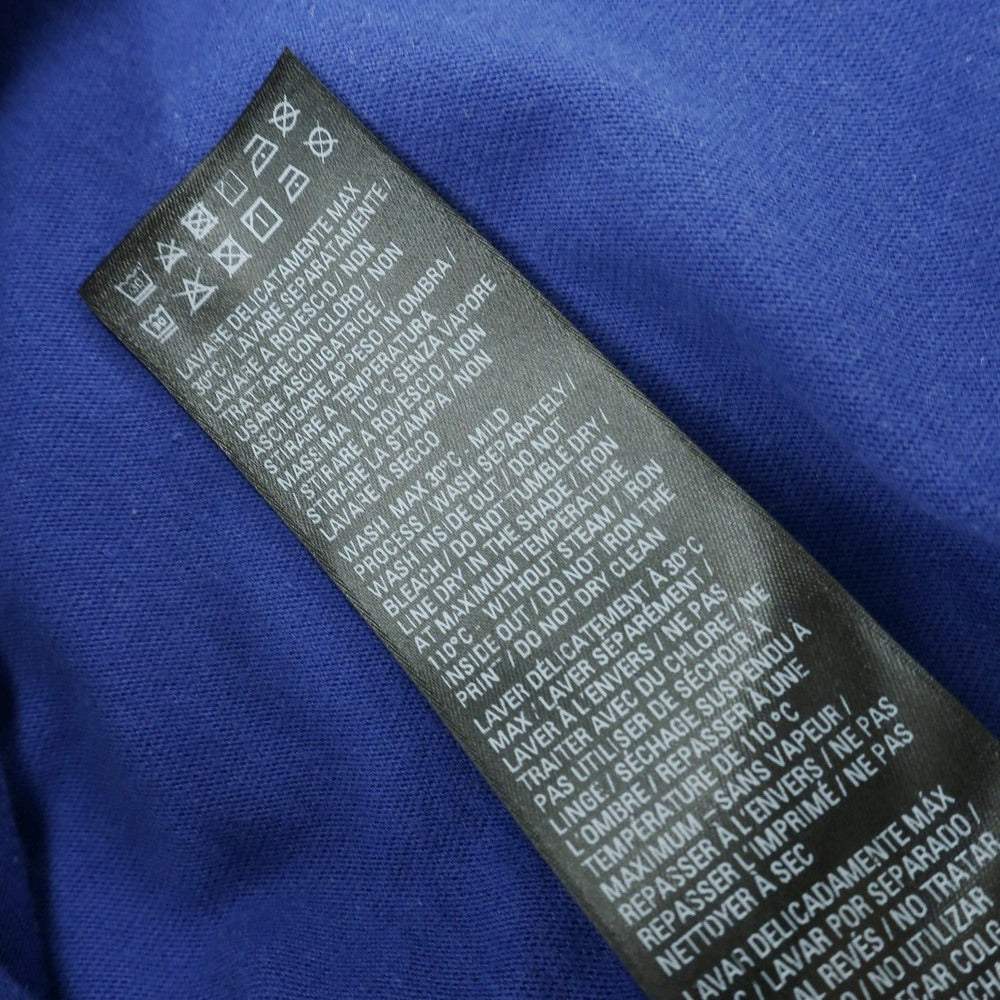 30
30
LAVARE DELICATAMENTE MAX
30°C / LAVARE SEPARATAMENTE /
LAVARE A ROVESCIO / NON
TRATTARE CON CLORO / NON
USARE ASCIUGATRICE /
ASCIUGARE APPESO IN OMBRA /
STIRARE A TEMPERATURA
MASSIMA 110°C SENZA VAPORE
/ STIRARE A ROVESCIO / NON
STIRARE LA STAMPA / NON
LAVARE A SECCO
WASH MAX 30°C MILD
PROCESS / WASH SEPARATELY /
WASH INSIDE OUT / DO NOT
BLEACH / DO NOT TUMBLE DRY /
LINE DRY IN THE SHADE / IRON
AT MAXIMUM TEMPERATURE
110°C - WITHOUT STEAM / IRON
INSIDE OUT / DO NOT IRON THE
PRINT / DO NOT DRY CLEAN
LAVER DÉLICATEMENT À 30°C
MAX / LAVER SÉPARÉMENT /
LAVER À L'ENVERS / NE PAS
TRAITER AVEC DU CHLORE / NE
PAS UTILISER DE SÉCHOIR À
LINGE / SÉCHAGE SUSPENDU À
L'OMBRE / REPASSER À UNE
TEMPÉRATURE DE 110°C
MAXIMUM - SANS VAPEUR /
REPASSER À L'ENVERS / NE PAS
REPASSER L'IMPRIMÉ / NE PAS
NETTOYER À SEC
LAVAR DELICADAMENTE MÁX
/ LAVAR POR SEPARADO /
AL REVÉS / NO TRATAR
/ NO UTILIZAR